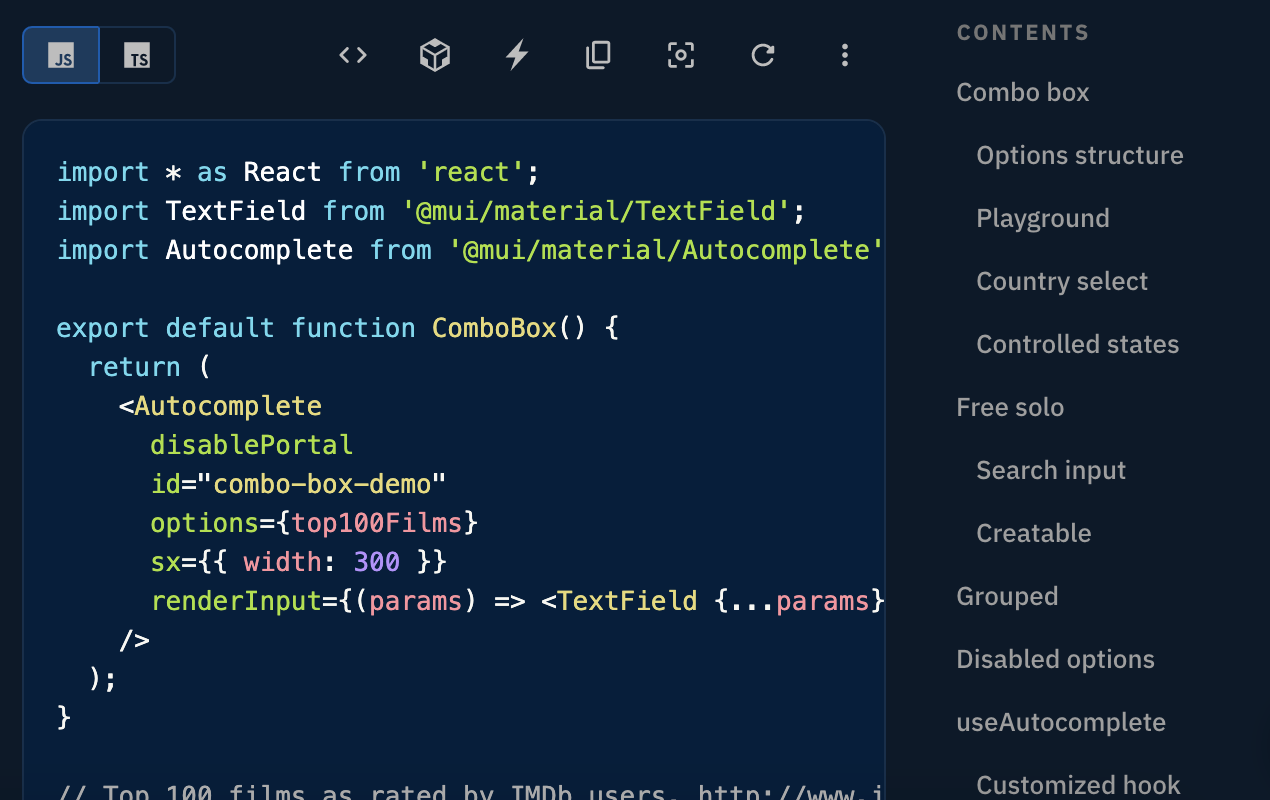 JS TS
import * as React from 'react';
import TextField from '@mui/material/TextField';
import Autocomplete from '@mui/material/Autocomplete'

export default function ComboBox() {
  return (
    <Autocomplete
      disablePortal
      id="combo-box-demo"
      options={top100Films}
      sx={{ width: 300 }}
      renderInput={(params) => <TextField {...params}
    />
  );
}

// Top 100 films as rated by IMDb users. http://www.i
CONTENTS
Combo box
Options structure
Playground
Country select
Controlled states
Free solo
Search input
Creatable
Grouped
Disabled options
useAutocomplete
Customized hook